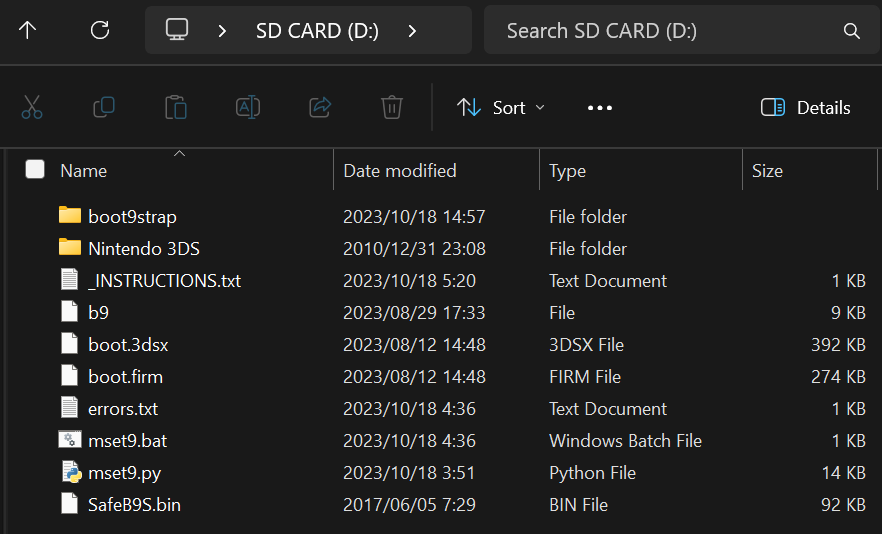 SD CARD (D:) Search SD CARD (D:)
Sort Details
Name Date modified Type Size
boot9strap 2023/10/18 14:57 File folder
Nintendo 3DS 2010/12/31 23:08 File folder
_INSTRUCTIONS.txt 2023/10/18 5:20 Text Document 1 KB
b9 2023/08/29 17:33 File 9 KB
boot.3dsx 2023/08/12 14:48 3DSX File 392 KB
boot.firm 2023/08/12 14:48 FIRM File 274 KB
errors.txt 2023/10/18 4:36 Text Document 1 KB
mset9.bat 2023/10/18 4:36 Windows Batch File 1 KB
mset9.py 2023/10/18 3:51 Python File 14 KB
SafeB9S.bin 2017/06/05 7:29 BIN File 92 KB